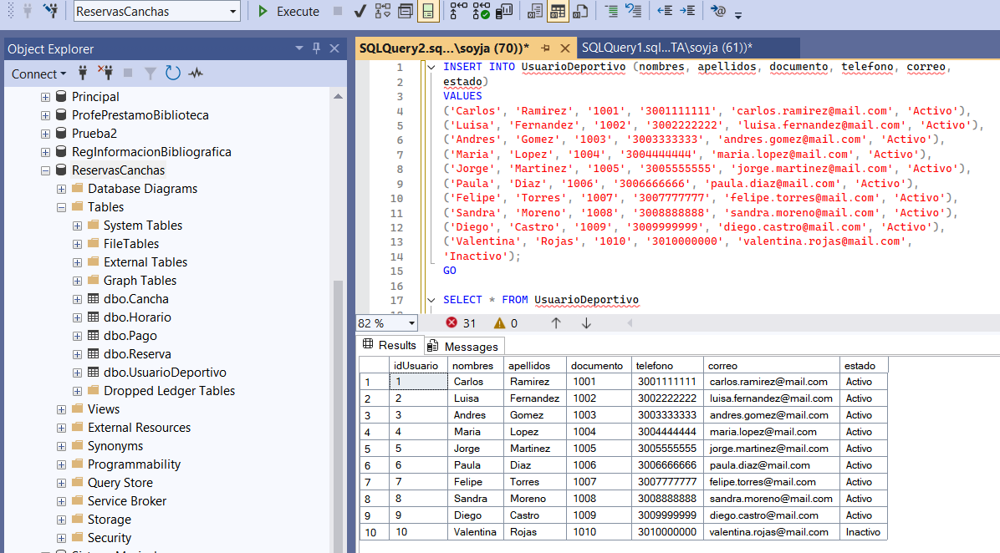 ReservasCanchas
Execute
Object Explorer
Connect
Principal
ProfePrestamoBiblioteca
Prueba2
RegInformacionBibliografica
ReservasCanchas
Database Diagrams
Tables
System Tables
FileTables
External Tables
Graph Tables
dbo.Cancha
dbo.Horario
dbo.Pago
dbo.Reserva
dbo.UsuarioDeportivo
Dropped Ledger Tables
Views
External Resources
Synonyms
Programmability
Query Store
Service Broker
Storage
Security
SQLQuery2.sq...\soyja (70))*
SQLQuery1.sql...TA\soyja (61))*
1 INSERT INTO UsuarioDeportivo (nombres, apellidos, documento, telefono, correo,
2 estado)
3 VALUES
4 ('Carlos', 'Ramirez', '1001', '3001111111', 'carlos.ramirez@mail.com', 'Activo'),
5 ('Luisa', 'Fernandez', '1002', '3002222222', 'luisa.fernandez@mail.com', 'Activo'),
6 ('Andres', 'Gomez', '1003', '3003333333', 'andres.gomez@mail.com', 'Activo'),
7 ('Maria', 'Lopez', '1004', '3004444444', 'maria.lopez@mail.com', 'Activo'),
8 ('Jorge', 'Martinez', '1005', '3005555555', 'jorge.martinez@mail.com', 'Activo'),
9 ('Paula', 'Diaz', '1006', '3006666666', 'paula.diaz@mail.com', 'Activo'),
10 ('Felipe', 'Torres', '1007', '3007777777', 'felipe.torres@mail.com', 'Activo'),
11 ('Sandra', 'Moreno', '1008', '3008888888', 'sandra.moreno@mail.com', 'Activo'),
12 ('Diego', 'Castro', '1009', '3009999999', 'diego.castro@mail.com', 'Activo'),
13 ('Valentina', 'Rojas', '1010', '3010000000', 'valentina.rojas@mail.com',
14 'Inactivo');
15 GO
16
17 SELECT * FROM UsuarioDeportivo
82 % 31 0
Results Messages
idUsuario nombres apellidos documento telefono correo estado
1 1 Carlos Ramirez 1001 3001111111 carlos.ramirez@mail.com Activo
2 2 Luisa Fernandez 1002 3002222222 luisa.fernandez@mail.com Activo
3 3 Andres Gomez 1003 3003333333 andres.gomez@mail.com Activo
4 4 Maria Lopez 1004 3004444444 maria.lopez@mail.com Activo
5 5 Jorge Martinez 1005 3005555555 jorge.martinez@mail.com Activo
6 6 Paula Diaz 1006 3006666666 paula.diaz@mail.com Activo
7 7 Felipe Torres 1007 3007777777 felipe.torres@mail.com Activo
8 8 Sandra Moreno 1008 3008888888 sandra.moreno@mail.com Activo
9 9 Diego Castro 1009 3009999999 diego.castro@mail.com Activo
10 10 Valentina Rojas 1010 3010000000 valentina.rojas@mail.com Inactivo